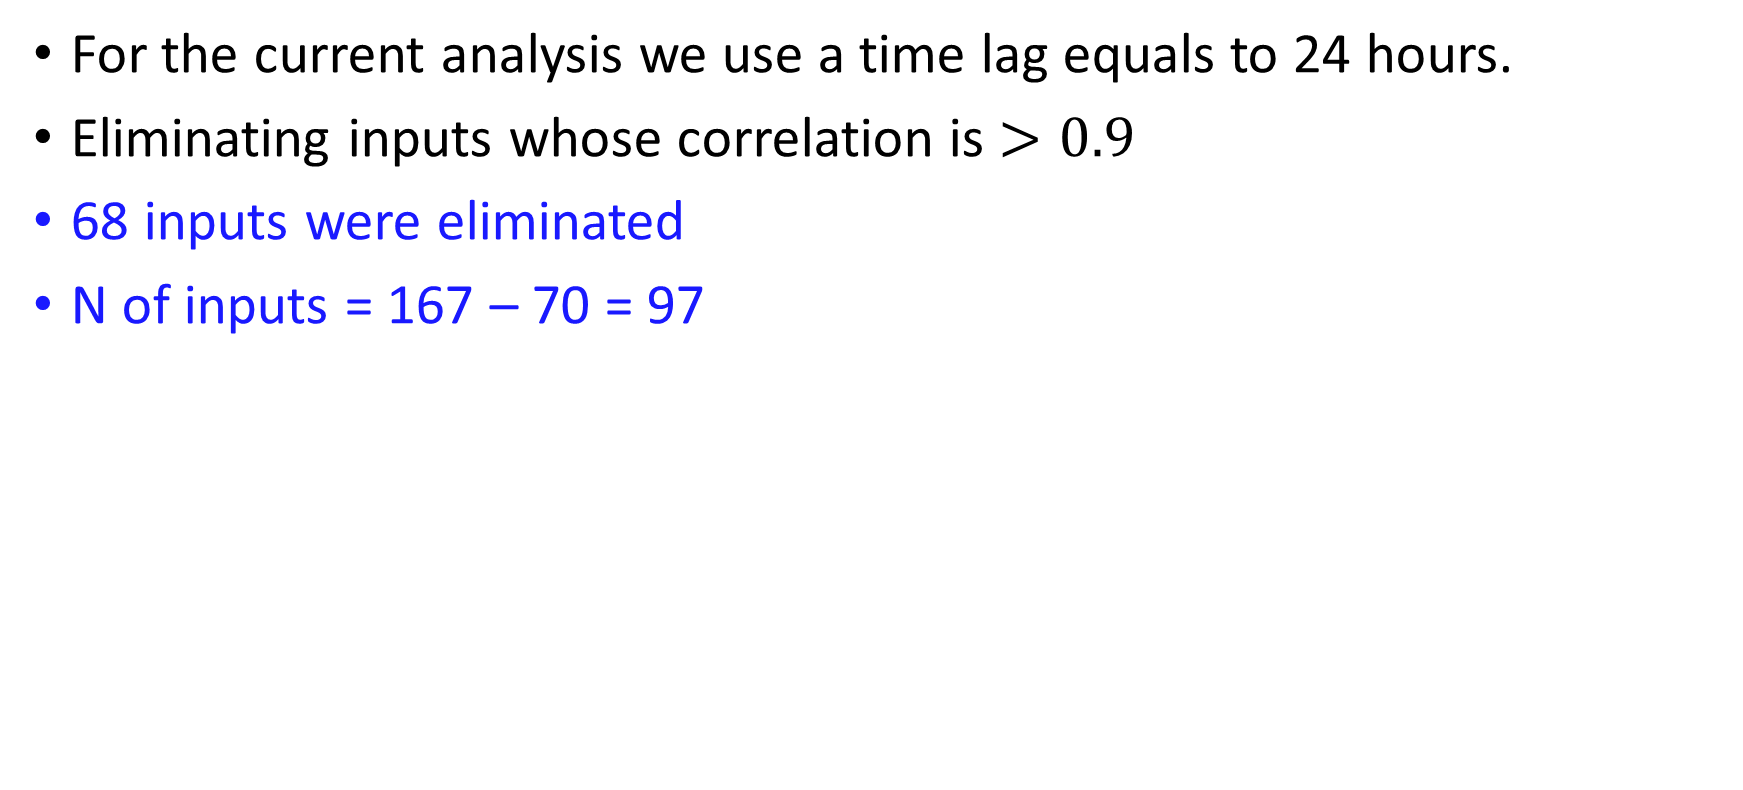 • For the current analysis we use a time lag equals to 24 hours.
• Eliminating inputs whose correlation is > 0.9
• 68 inputs were eliminated
• N of inputs = 167 – 70 = 97